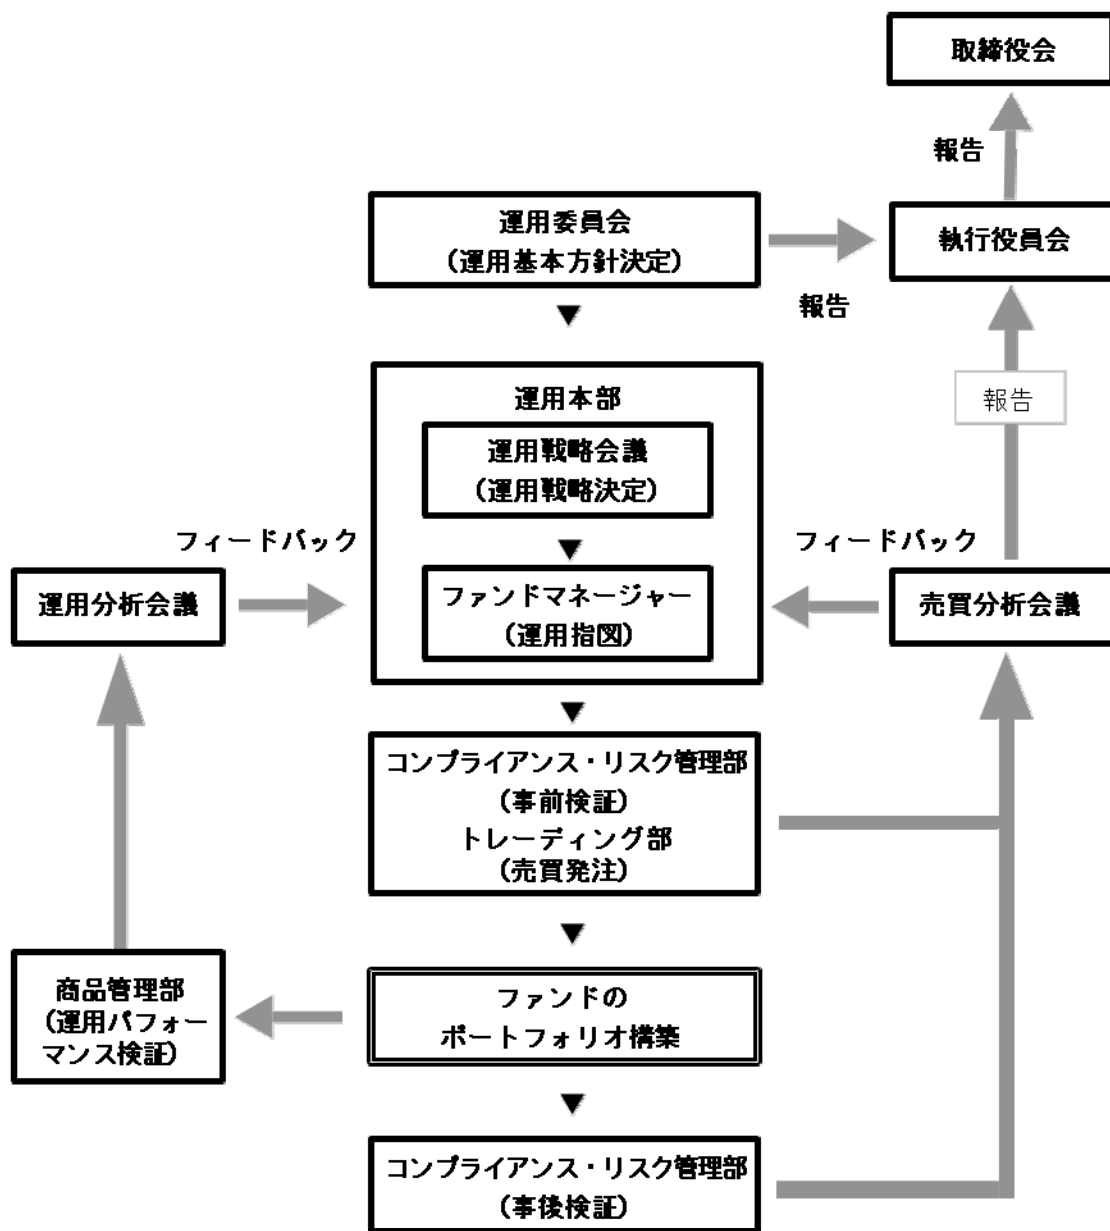 取締役会
報告
運用委員会
(運用基本方針決定)
執行役員会
報告
運用本部
報告
運用戦略会議
(運用戦略決定)
フィードバック
フィードバック
運用分析会議
ファンドマネージャー
(運用指図)
売買分析会議
コンプライアンス・リスク管理部
(事前検証)
トレーディング部
(売買発注)
商品管理部
(運用パフォー
マンス検証)
ファンドの
ポートフォリオ構築
コンプライアンス・リスク管理部
(事後検証)